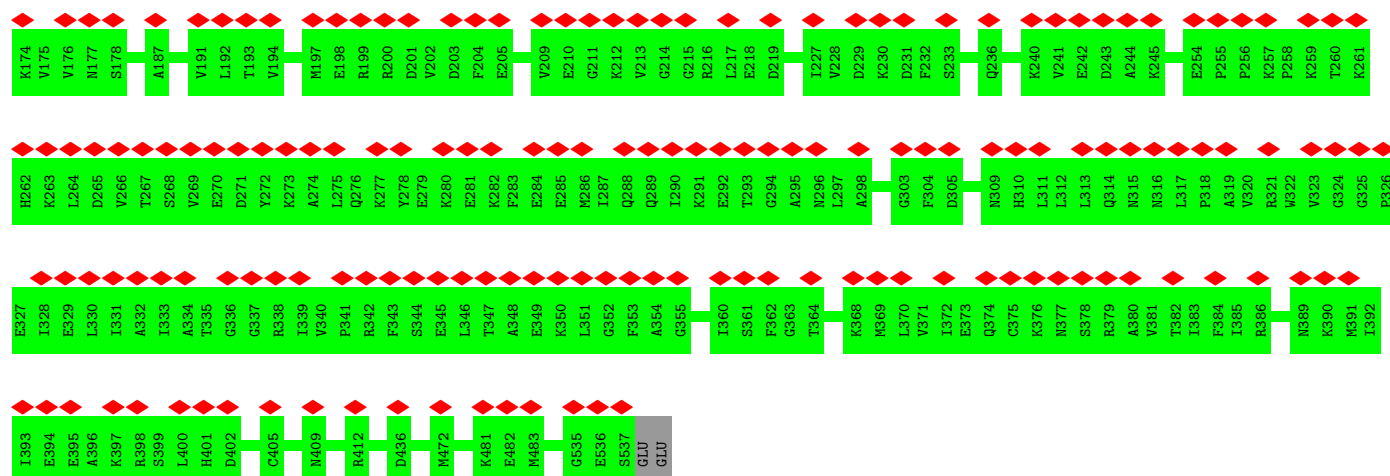 K174 V175 V176 N177 S178 A187 V191 L192 T193 V194 M197 E198 R199 R200 D201 V202 D203 F204 E205 V209 E210 G211 K212 V213 G214 G215 R216 L217 E218 D219 I227 V228 D229 K230 D231 F232 S233 Q236 K240 V241 E242 D243 A244 K245 E254 P255 P256 K257 P258 K259 T260 K261
H262 K263 L264 D265 V266 T267 S268 V269 E270 D271 Y272 K273 A274 L275 Q276 K277 Y278 E279 K280 E281 K282 F283 E284 E285 M286 I287 Q288 Q289 I290 K291 E292 T293 G294 A295 N296 L297 A298 G303 F304 D305 N309 H310 L311 L312 L313 Q314 N315 N316 L317 P318 A319 V320 R321 W322 V323 G324 G325 P326
E327 I328 E329 L330 I331 A332 I333 A334 T335 G336 G337 R338 I339 V340 P341 R342 F343 S344 E345 L346 T347 A348 E349 K350 L351 G352 F353 A354 G355 I360 S361 F362 G363 T364 K368 M369 L370 V371 I372 E373 Q374 C375 K376 N377 S378 R379 A380 V381 T382 I383 F384 I385 R386 N389 K390 M391 I392
I393 E394 E395 A396 K397 R398 S399 L400 H401 D402 C405 N409 R412 D436 M472 K481 E482 M483 G535 E536 S537 GLU GLU